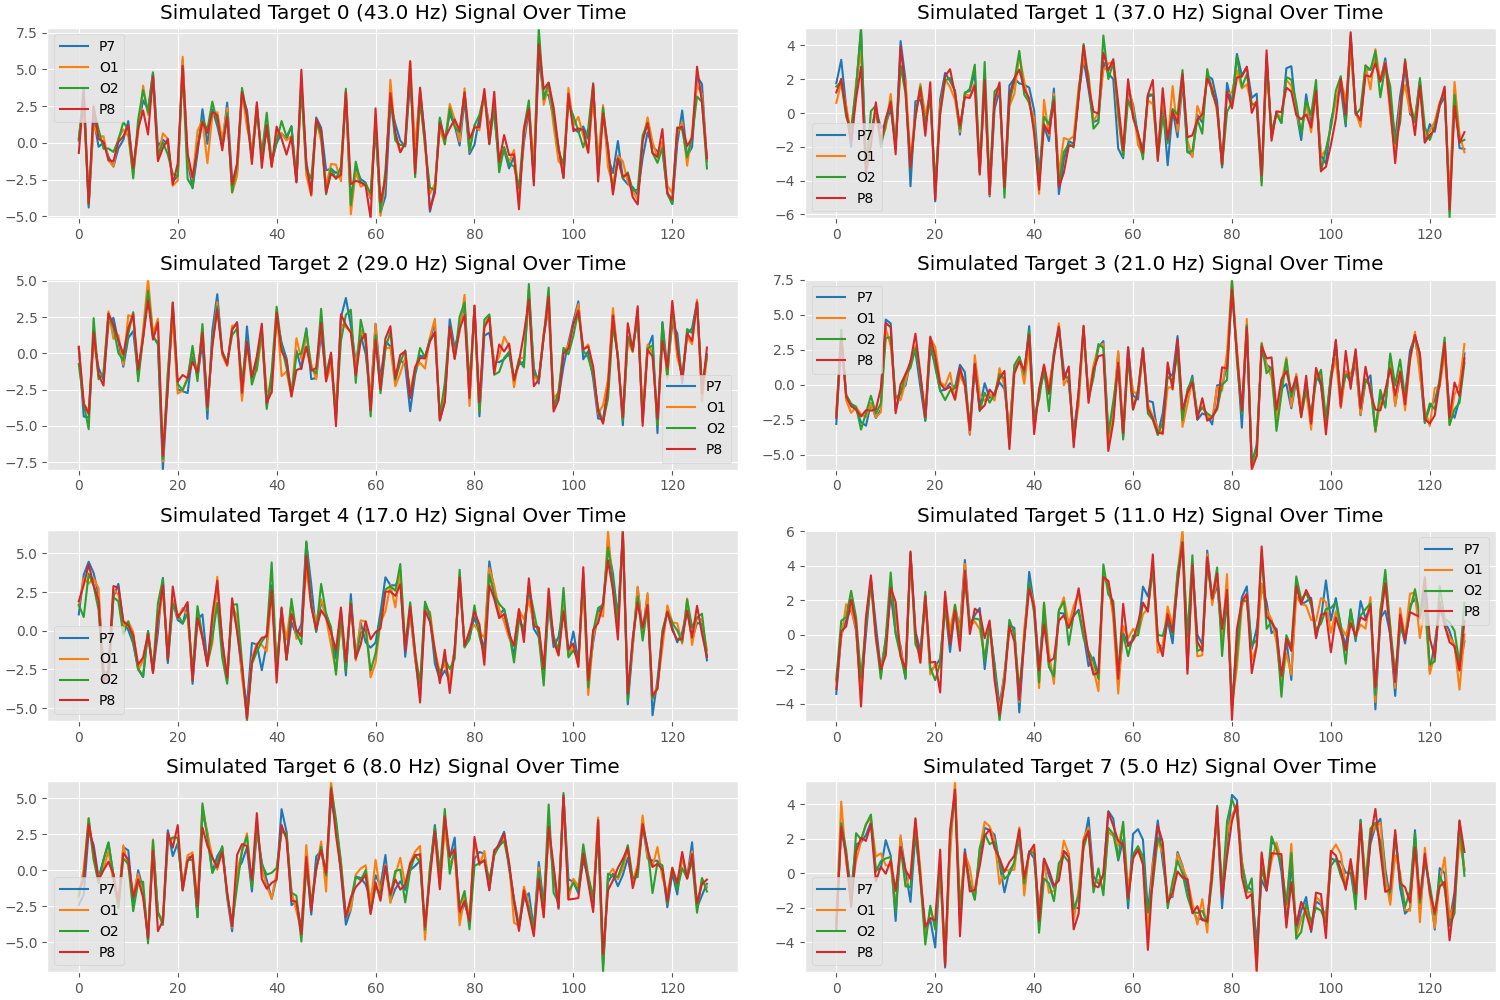 Simulated Target 0 (43.0 Hz) Signal Over Time
7.5
5.0
2.5
0.0
−2.5
−5.0
P7
O1
O2
P8
0 20 40 60 80 100 120
Simulated Target 1 (37.0 Hz) Signal Over Time
4
2
0
−2
−4
−6
P7
O1
O2
P8
0 20 40 60 80 100 120
Simulated Target 2 (29.0 Hz) Signal Over Time
5.0
2.5
0.0
−2.5
−5.0
−7.5
P7
O1
O2
P8
0 20 40 60 80 100 120
Simulated Target 3 (21.0 Hz) Signal Over Time
7.5
5.0
2.5
0.0
−2.5
−5.0
P7
O1
O2
P8
0 20 40 60 80 100 120
Simulated Target 4 (17.0 Hz) Signal Over Time
5.0
2.5
0.0
−2.5
−5.0
P7
O1
O2
P8
0 20 40 60 80 100 120
Simulated Target 5 (11.0 Hz) Signal Over Time
6
4
2
0
−2
−4
P7
O1
O2
P8
0 20 40 60 80 100 120
Simulated Target 6 (8.0 Hz) Signal Over Time
5.0
2.5
0.0
−2.5
−5.0
P7
O1
O2
P8
0 20 40 60 80 100 120
Simulated Target 7 (5.0 Hz) Signal Over Time
4
2
0
−2
−4
P7
O1
O2
P8
0 20 40 60 80 100 120